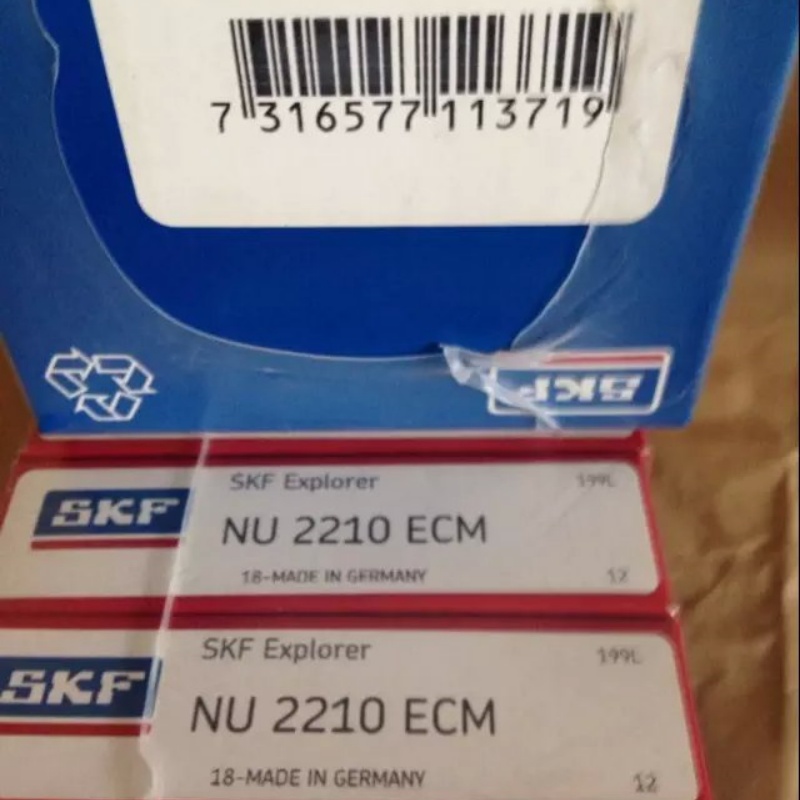 7 316577 113719
SKF
SKF Explorer 199L
SKF
NU 2210 ECM
18-MADE IN GERMANY 12
SKF Explorer 199L
SKF
NU 2210 ECM
18-MADE IN GERMANY 12